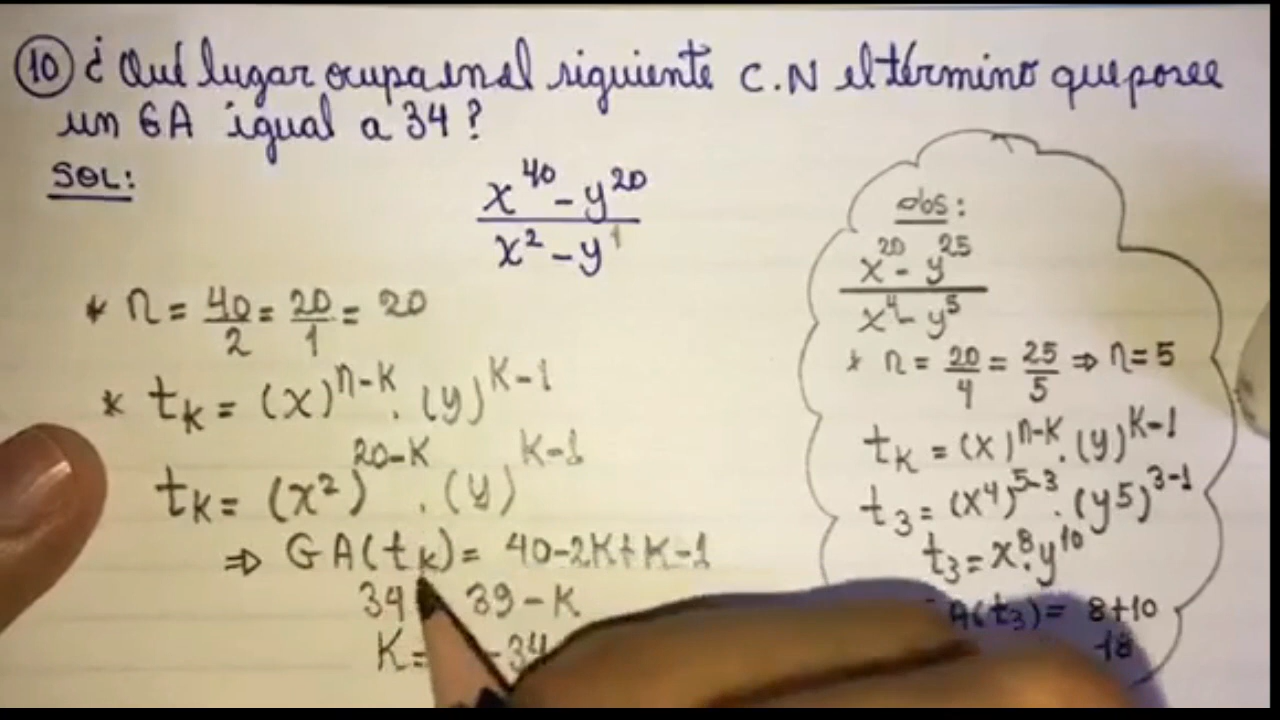 10 ¿Qué lugar ocupa en el siguiente C.N el término que posee
un GA igual a 34?
SOL:
x^40 - y^20
x^2 - y^1
* n = 40/2 = 20/1 = 20
* t_K = (x)^n-K . (y)^K-1
t_K = (x^2)^20-K . (y)^K-1
⇒ GA(t_K) = 40-2K+K-1
34 39-K
K= -34
obs:
x^20 - y^25
x^4 - y^5
* n = 20/4 = 25/5 ⇒ n=5
t_K = (x)^n-K . (y)^K-1
t_3 = (x^4)^5-3 . (y5)^3-1
t_3 = x^8.y^10
A(t_3) = 8+10
18